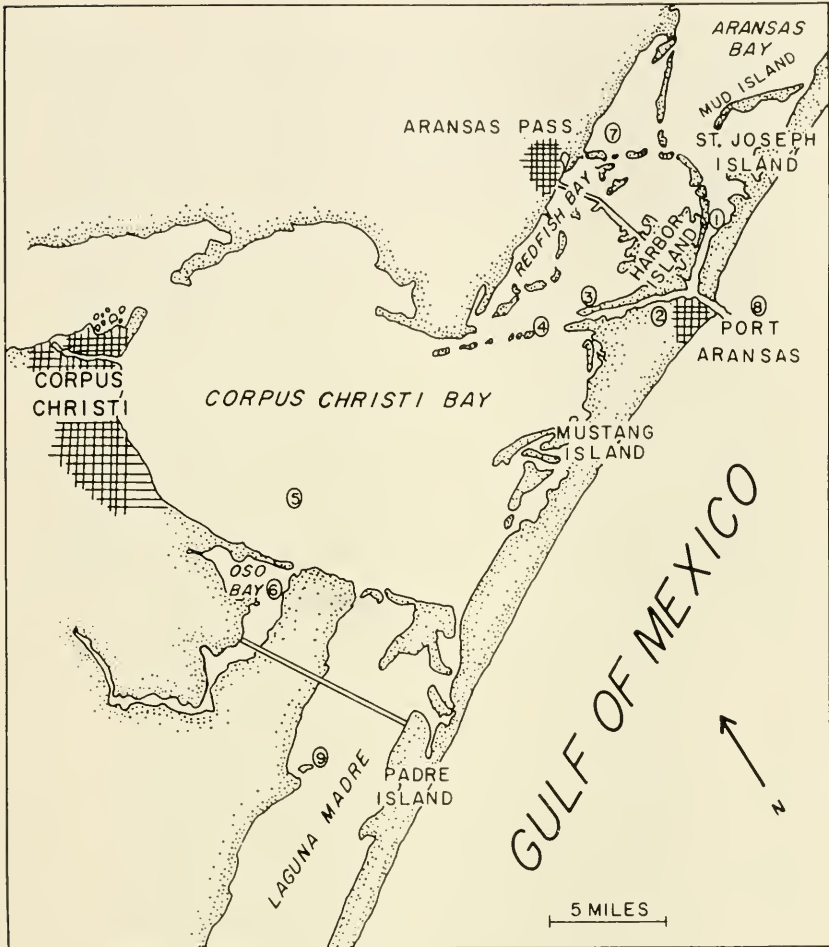 ARANSAS
BAY
MUD ISLAND
ARANSAS PASS
7
ST. JOSEPH
ISLAND
REDFISH BAY
1
HARBOR
ISLAND
3
8
2
4
PORT
ARANSAS
CORPUS
CHRISTI
CORPUS CHRISTI BAY
MUSTANG
ISLAND
5
OSO
BAY
6
GULF OF MEXICO
9
PADRE
ISLAND
LAGUNA MADRE
N
5 MILES